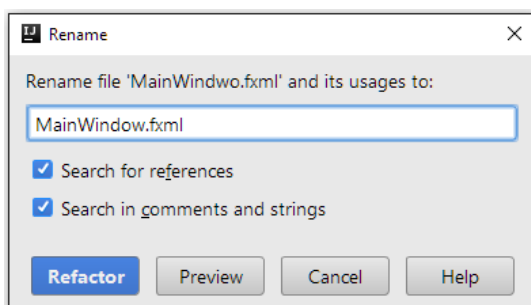 IJ Rename
Rename file 'MainWindwo.fxml' and its usages to:
MainWindow.fxml
Search for references
Search in comments and strings
Refactor Preview Cancel Help